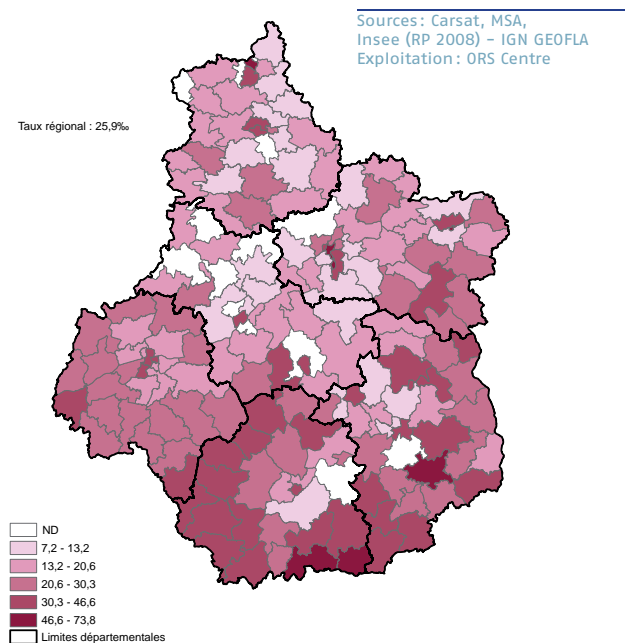 Sources : Carsat, MSA,
Insee (RP 2008) – IGN GEOFLA
Exploitation : ORS Centre
Taux régional : 25,9‰
ND
7,2 - 13,2
13,2 - 20,6
20,6 - 30,3
30,3 - 46,6
46,6 - 73,8
Limites départementales